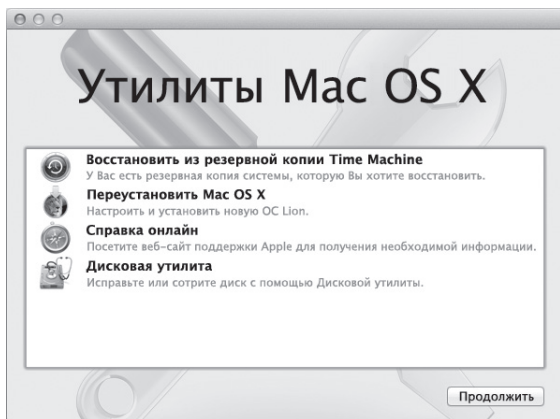 Утилиты Mac OS X
Восстановить из резервной копии Time Machine
У Вас есть резервная копия системы, которую Вы хотите восстановить.
Переустановить Mac OS X
Настроить и установить новую ОС Lion.
Справка онлайн
Посетите веб-сайт поддержки Apple для получения необходимой информации.
Дисковая утилита
Исправьте или сотрите диск с помощью Дисковой утилиты.
Продолжить